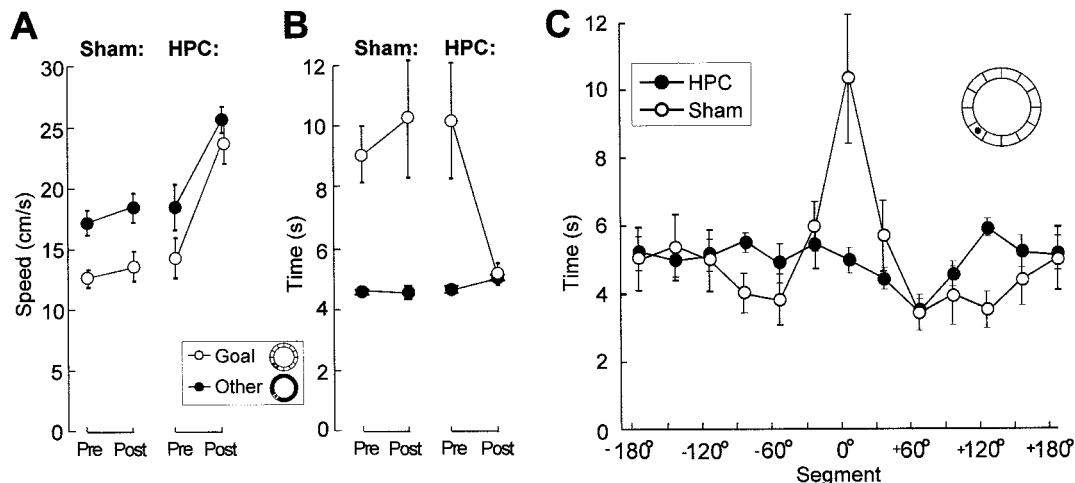 A
Sham: HPC:
30
25
20
15
10
5
0
Speed (cm/s)
Pre Post Pre Post
Goal
Other
B
Sham: HPC:
12
10
8
6
4
2
0
Time (s)
Pre Post Pre Post
C
12
10
8
6
4
2
0
Time (s)
HPC
Sham
-180° -120° -60° 0° +60° +120° +180°
Segment